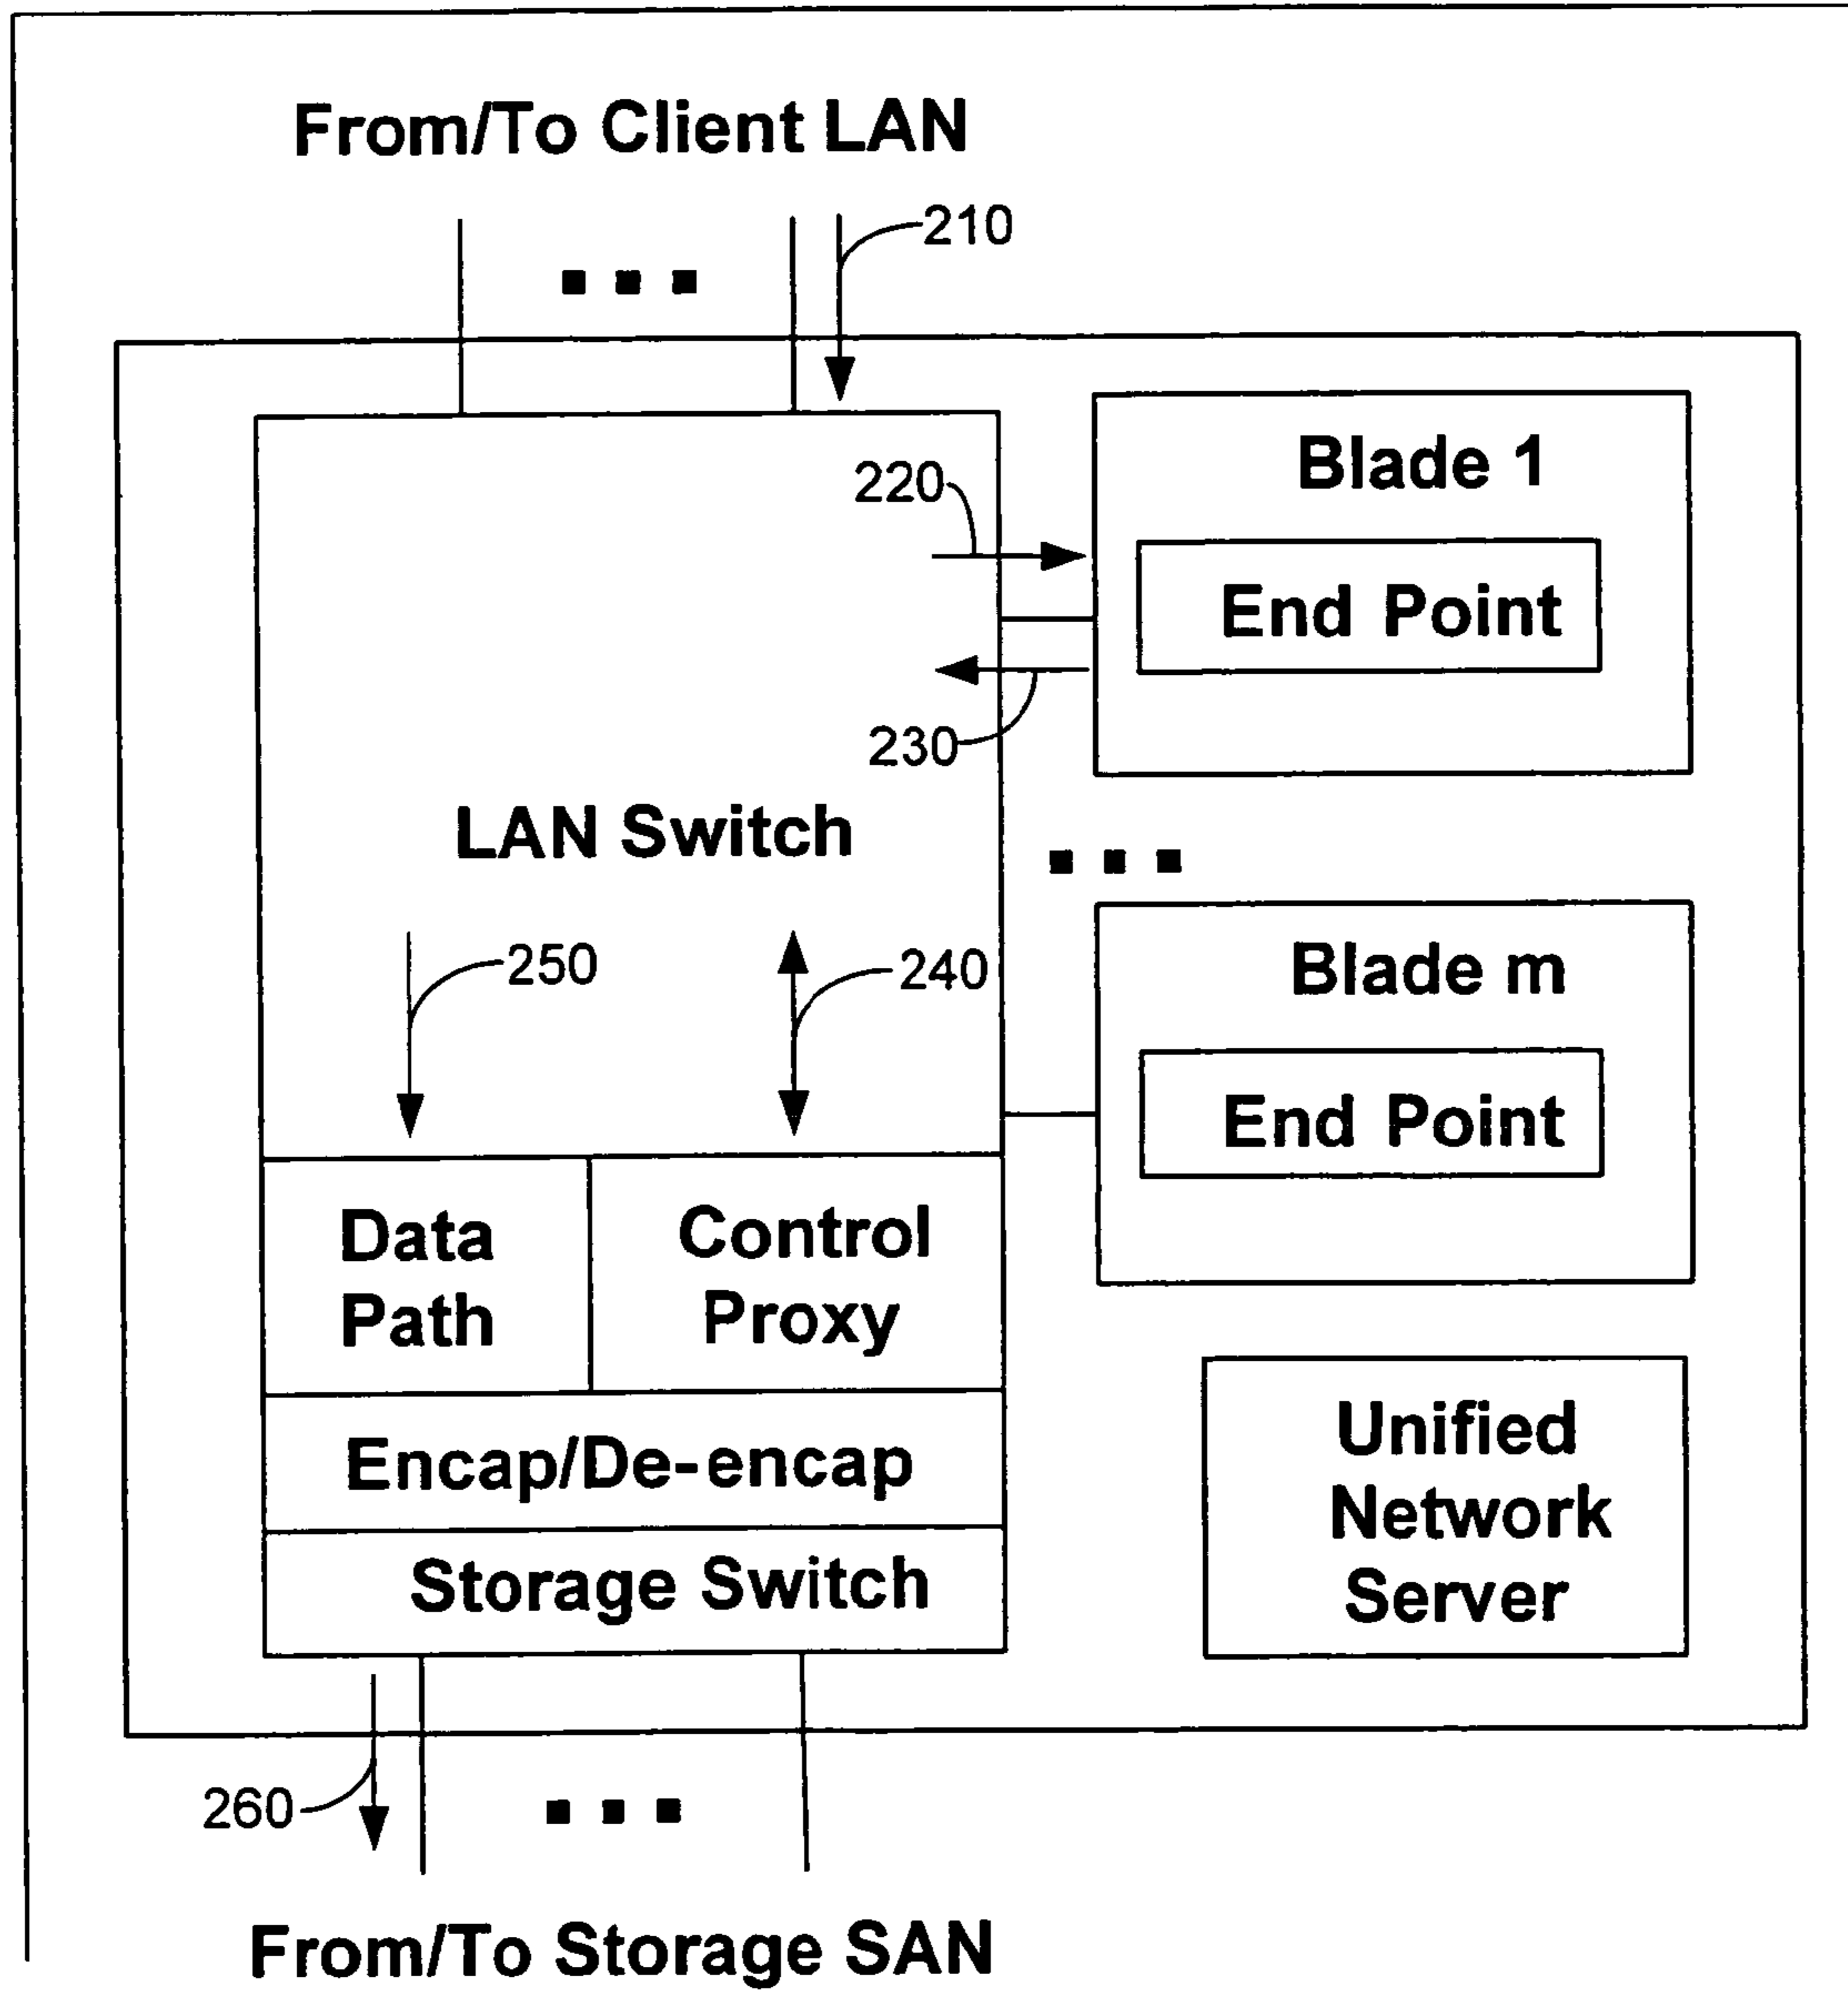 From/To Client LAN
210
Blade 1
220
End Point
230
LAN Switch
250
240
Blade m
End Point
Data
Path
Control
Proxy
Unified
Network
Server
Encap/De-encap
Storage Switch
260
From/To Storage SAN